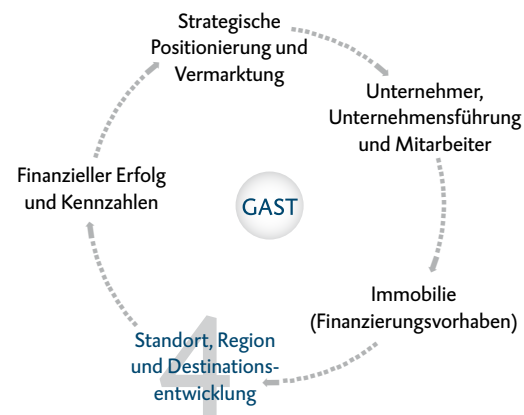 Strategische
Positionierung und
Vermarktung
Unternehmer,
Unternehmensführung
und Mitarbeiter
Finanzieller Erfolg
und Kennzahlen
GAST
Immobilie
(Finanzierungsvorhaben)
4
Standort, Region
und Destinations-
entwicklung